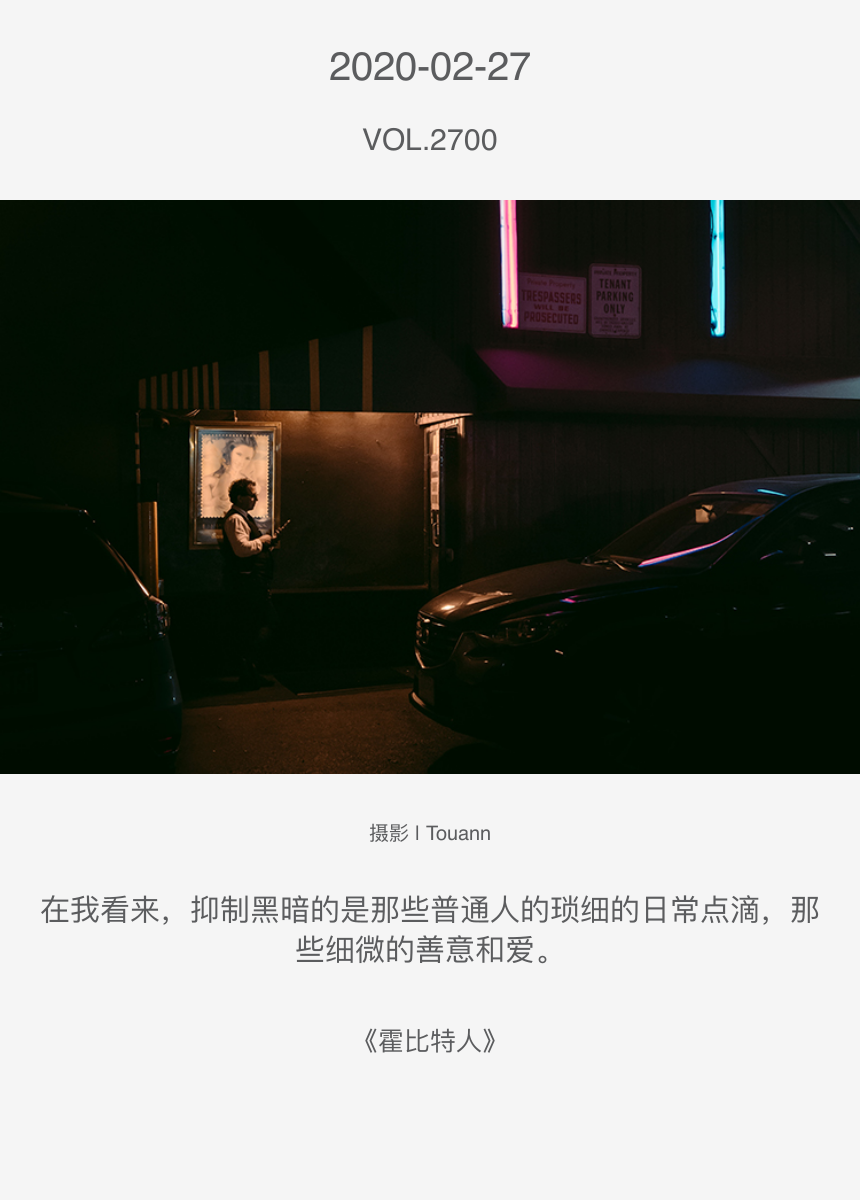 2020-02-27
VOL.2700
TRESPASSERS
WILL BE
PROSECUTED
TENANT
PARKING
ONLY
摄影 | Touann
在我看来，抑制黑暗的是那些普通人的琐细的日常点滴，那
些细微的善意和爱。
《霍比特人》